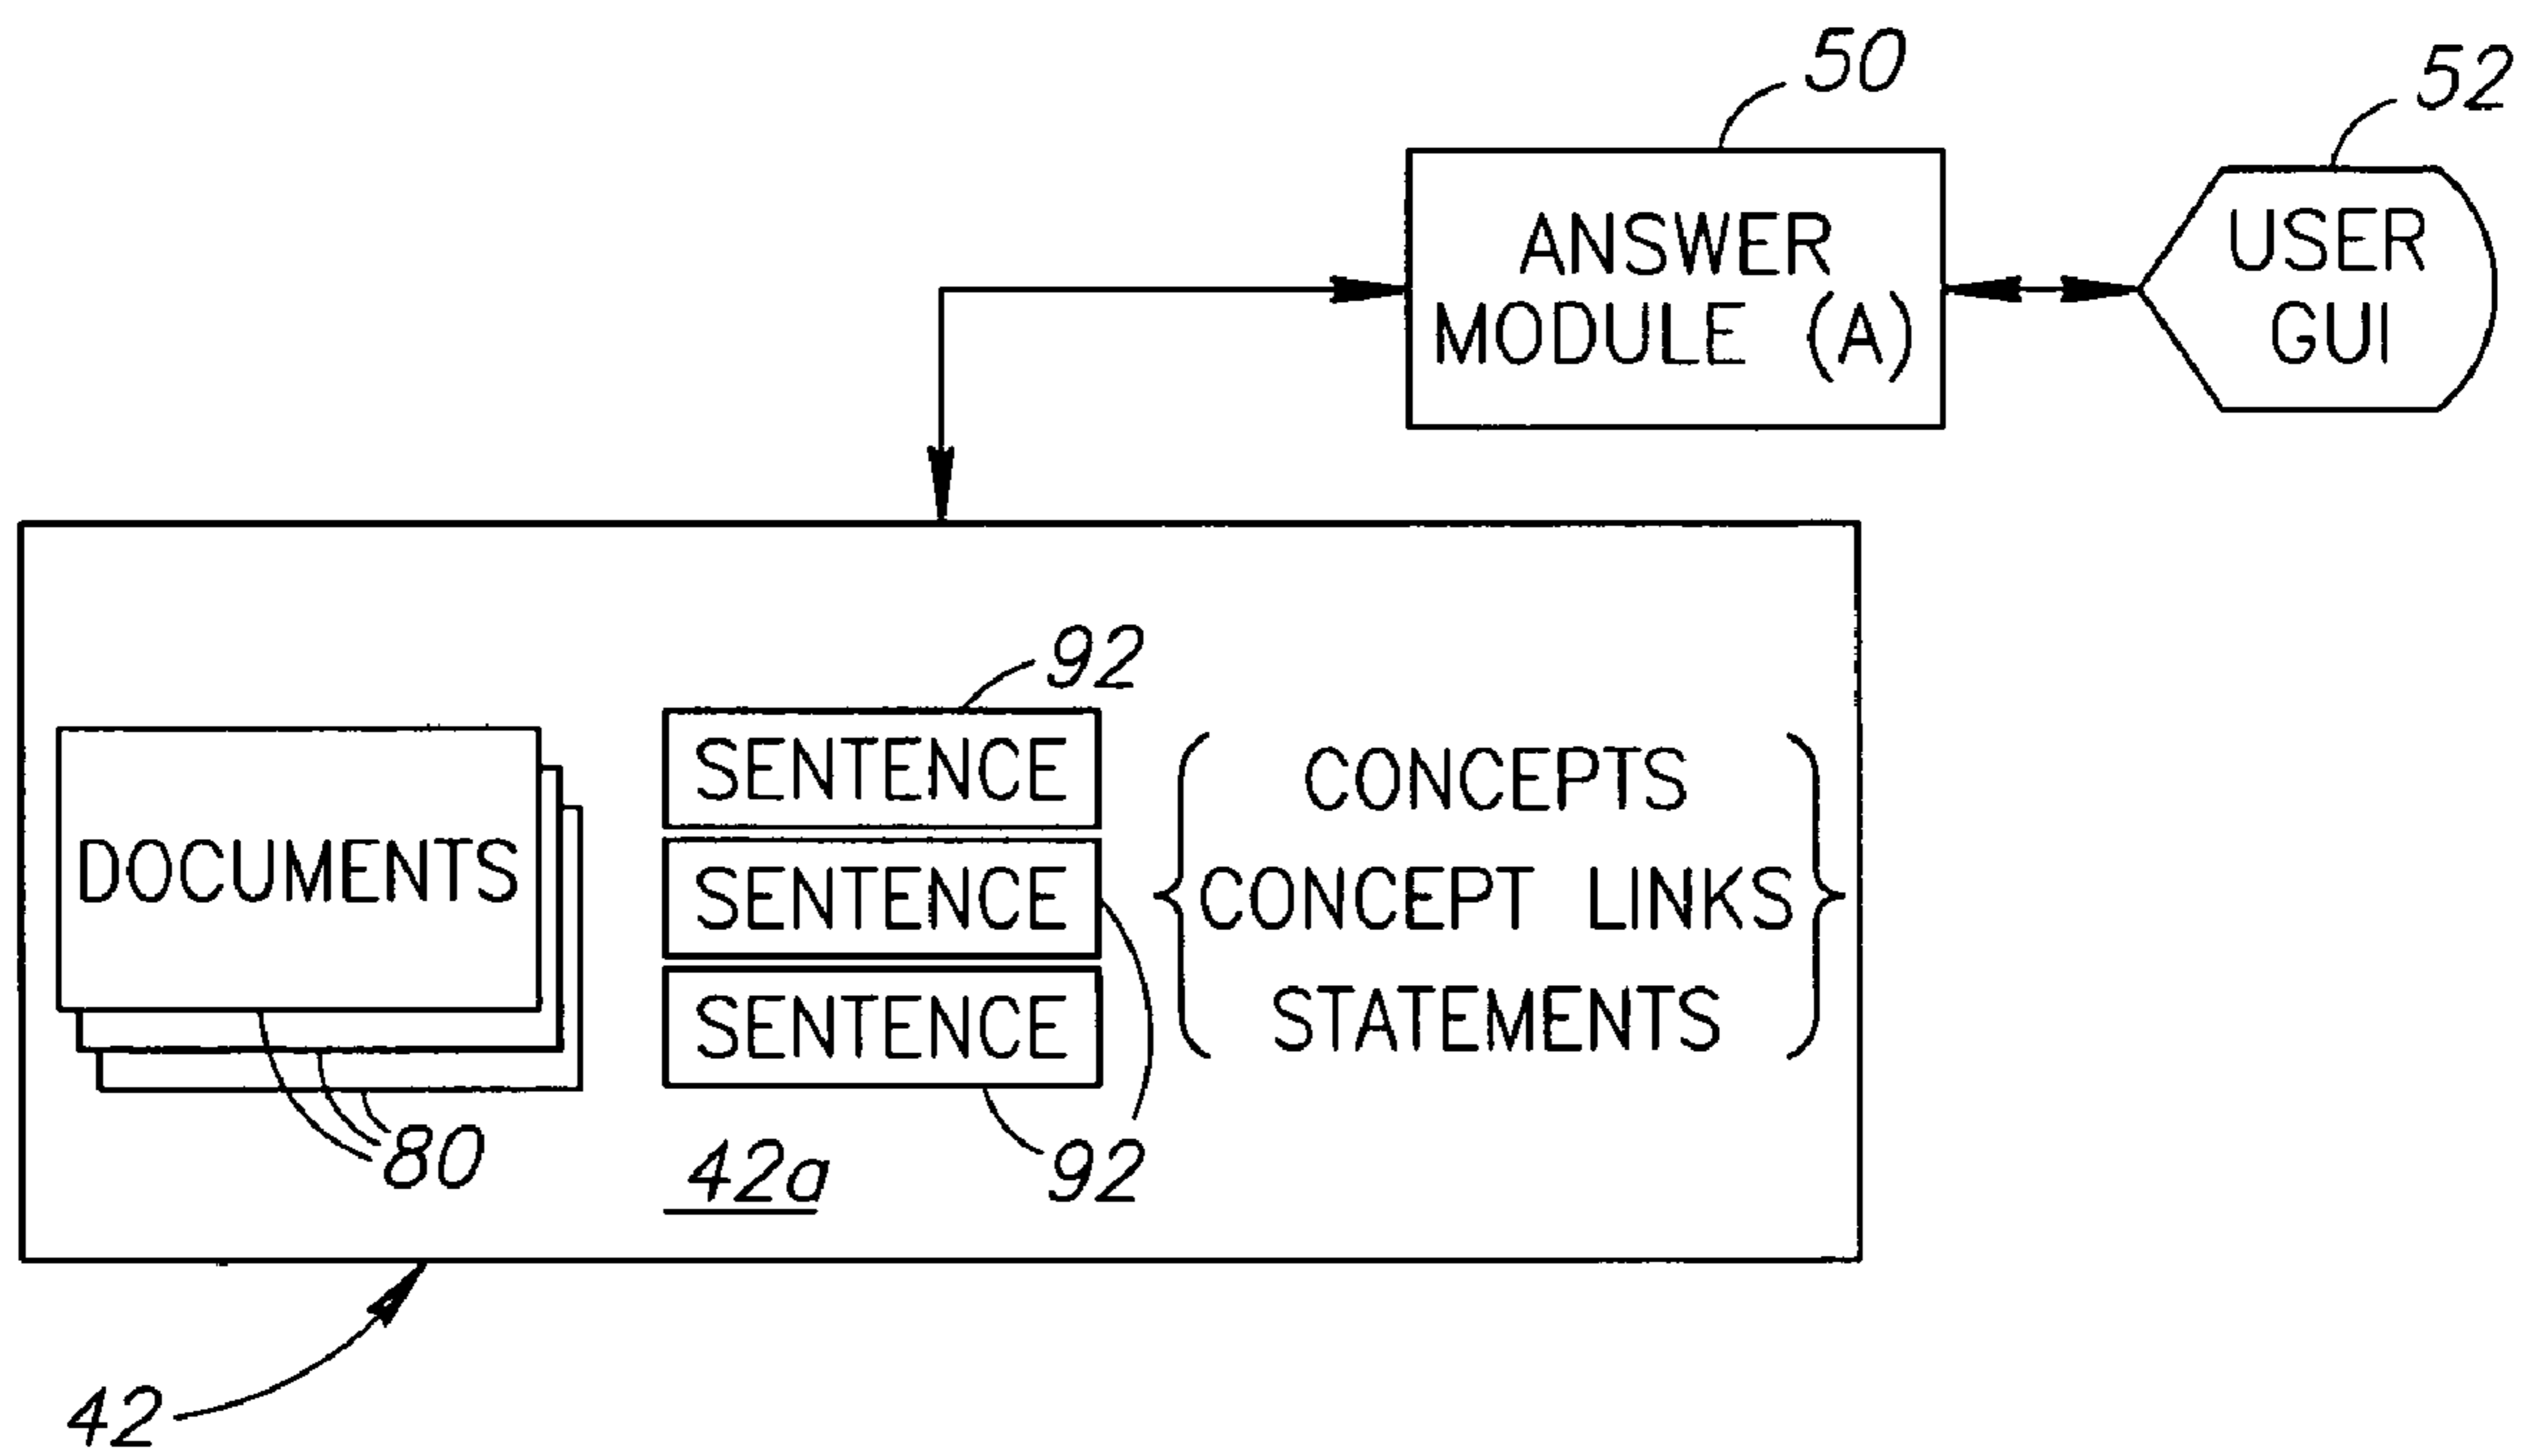 50
52
ANSWER
MODULE (A)
USER
GUI
92
SENTENCE
SENTENCE
SENTENCE
DOCUMENTS
CONCEPTS
CONCEPT LINKS
STATEMENTS
80
42a
92
42